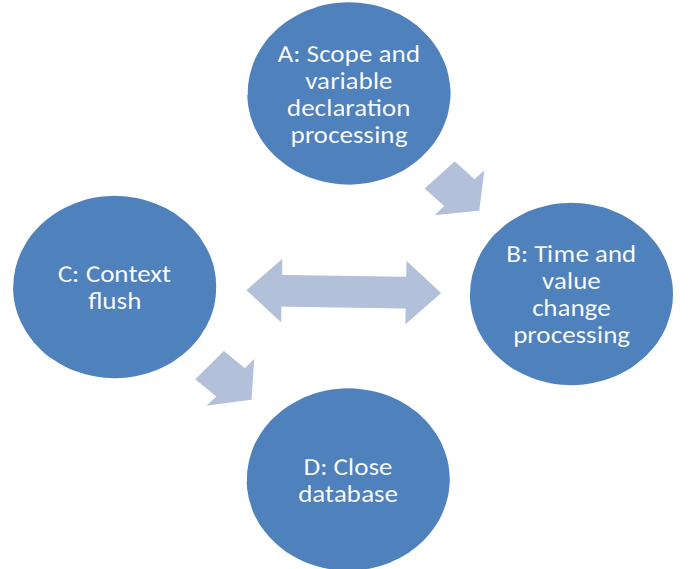 A: Scope and
variable
declaration
processing
C: Context
flush
B: Time and
value
change
processing
D: Close
database